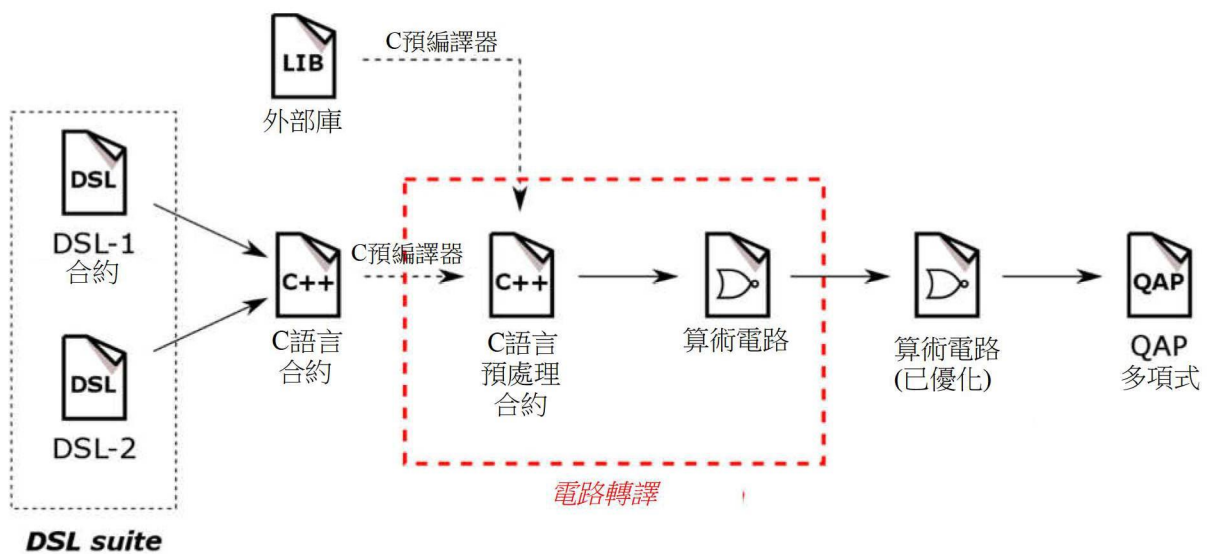 LIB
C預編譯器
外部庫
DSL
DSL-1
合約
C++
C預編譯器
C語言
合約
C++
C語言
預處理
合約
算術電路
算術電路
(已優化)
QAP
QAP
多項式
DSL
DSL-2
電路轉譯
DSL suite